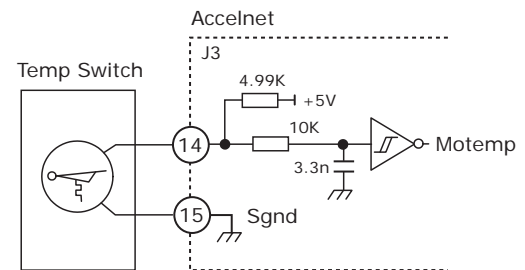 Accelnet
J3
Temp Switch
4.99K
+5V
10K
14
Motemp
3.3n
15
Sgnd